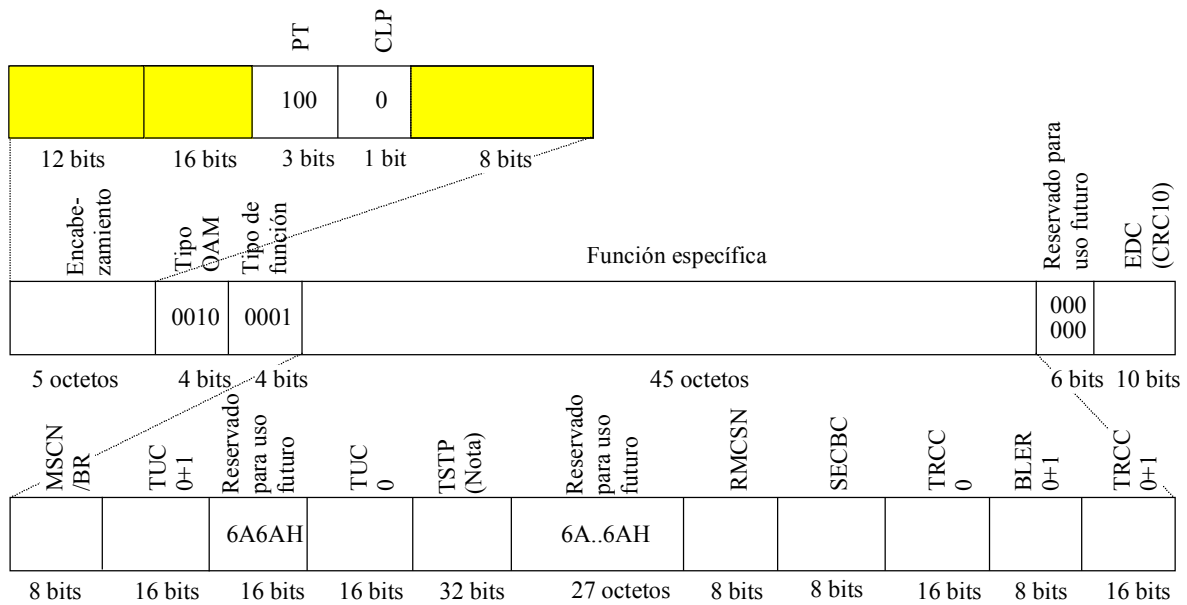 PT
CLP
100
0
12 bits
16 bits
3 bits
1 bit
8 bits
Encabe-
zamiento
Tipo
OAM
Tipo de
función
Función específica
Reservado para
uso futuro
EDC
(CRC10)
0010
0001
000
000
5 octetos
4 bits
4 bits
45 octetos
6 bits
10 bits
MSCN
/BR
TUC
0+1
Reservado
para uso
futuro
TUC
0
TSTP
(Nota)
Reservado
para uso
futuro
RMCSN
SECBC
TRCC
0
BLER
0+1
TRCC
0+1
6A6AH
6A..6AH
8 bits
16 bits
16 bits
16 bits
32 bits
27 octetos
8 bits
8 bits
16 bits
8 bits
16 bits